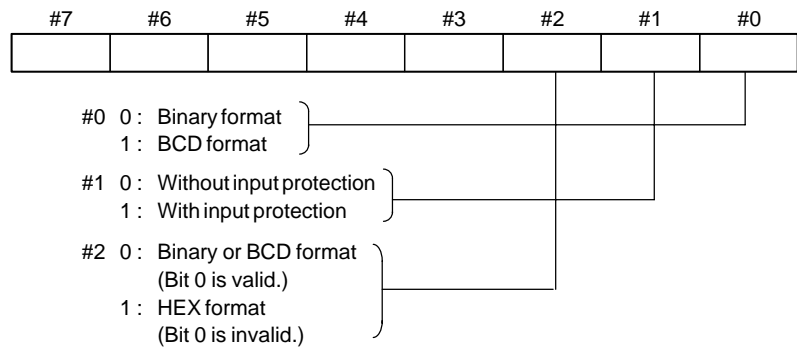 #7 #6 #5 #4 #3 #2 #1 #0
#0 0 : Binary format
1 : BCD format
#1 0 : Without input protection
1 : With input protection
#2 0 : Binary or BCD format
(Bit 0 is valid.)
1 : HEX format
(Bit 0 is invalid.)